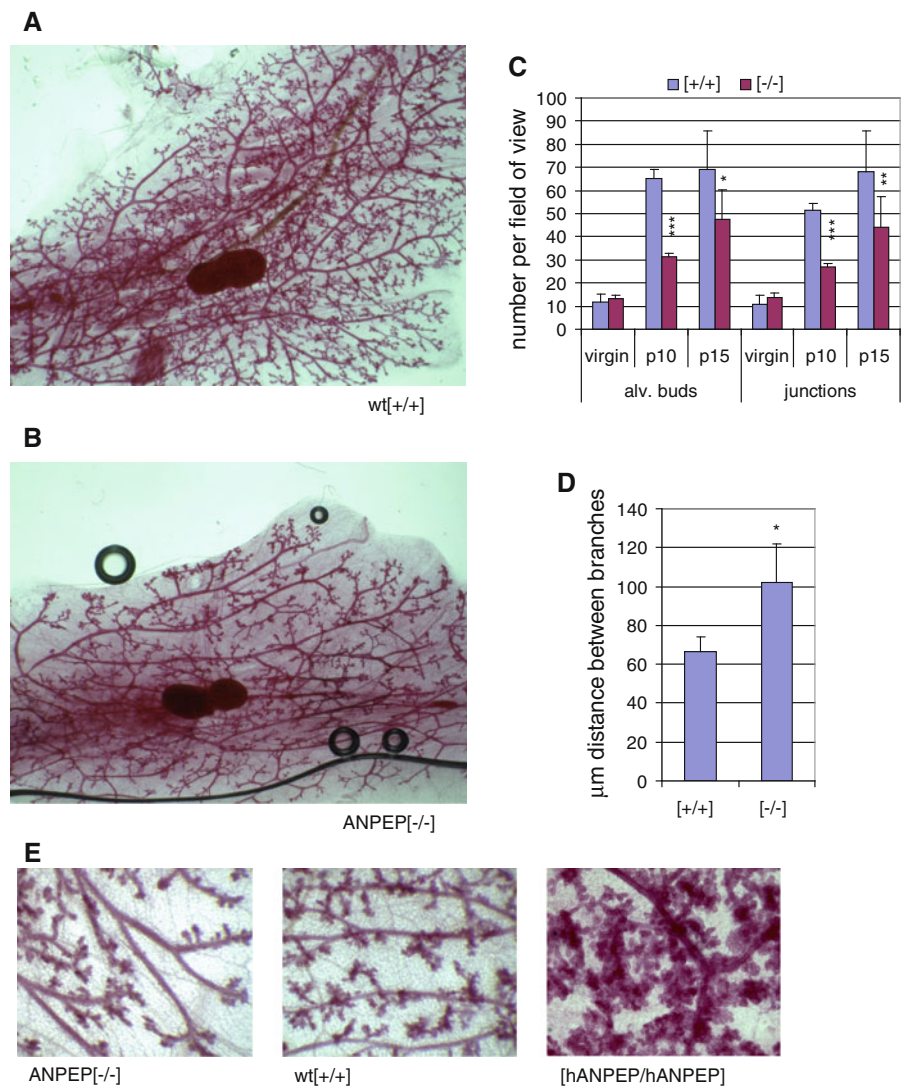 A
wt[+/+]
B
ANPEP[-/-]
C
[+/+] [-/-]
number per field of view
100
90
80
70
60
50
40
30
20
10
0
***
*
***
**
virgin p10 p15 virgin p10 p15
alv. buds junctions
D
µm distance between branches
140
120
100
80
60
40
20
0
*
[+/+] [-/-]
E
ANPEP[-/-] wt[+/+] [hANPEP/hANPEP]